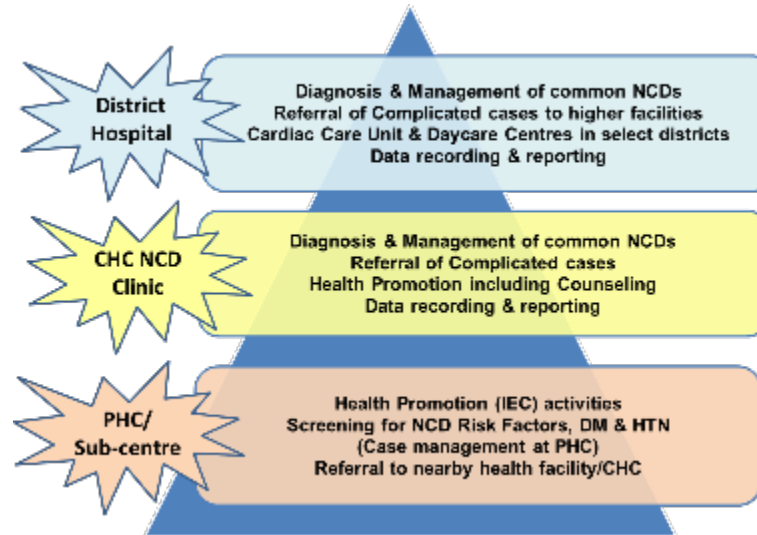 District
Hospital
Diagnosis & Management of common NCDs
Referral of Complicated cases to higher facilities
Cardiac Care Unit & Daycare Centres in select districts
Data recording & reporting
CHC NCD
Clinic
Diagnosis & Management of common NCDs
Referral of Complicated cases
Health Promotion including Counseling
Data recording & reporting
PHC/
Sub-centre
Health Promotion (IEC) activities
Screening for NCD Risk Factors, DM & HTN
(Case management at PHC)
Referral to nearby health facility/CHC